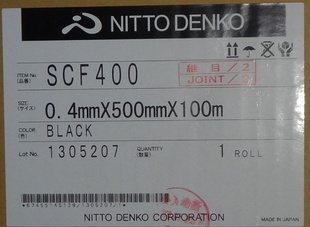 NITTO DENKO
ITEM No.
(品番)
SCF400
継目/2
JOINT/2
SIZE
(サイズ)
0.4mmX500mmX100m
COLOR
(色)
BLACK
Lot No.
1305207
QUANTITY
(数量)
1 ROLL
NITTO DENKO CORPORATION
MADE IN JAPAN